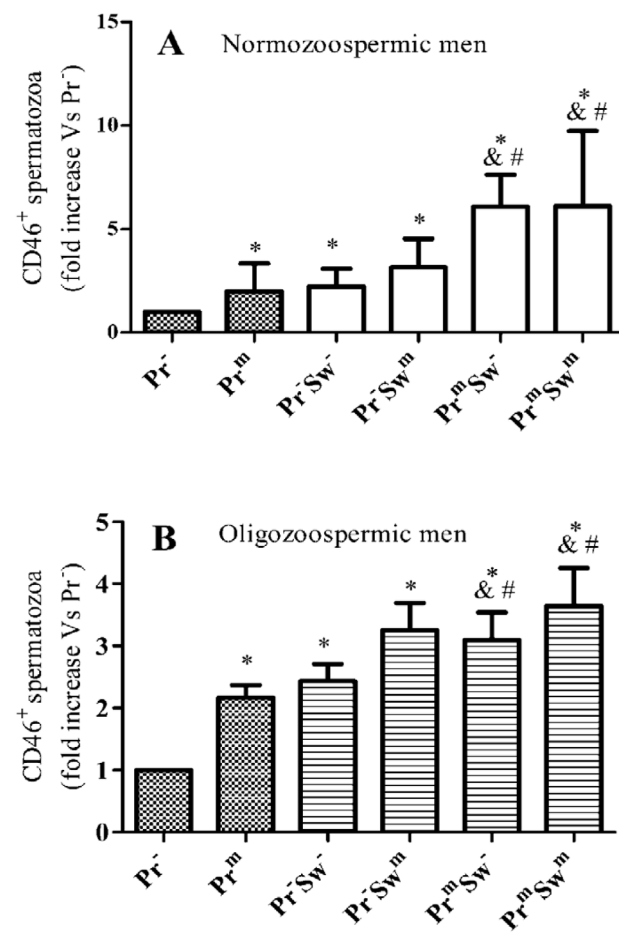 A Normozoospermic men
CD46⁺ spermatozoa
(fold increase Vs Pr⁻)
15
10
5
0
*
*
*
*
& #
*
& #
*
Pr⁻
Prᵐ
Pr⁻Sw⁻
Pr⁻Swᵐ
PrᵐSw⁻
PrᵐSwᵐ
B Oligozoospermic men
CD46⁺ spermatozoa
(fold increase Vs Pr⁻)
5
4
3
2
1
0
*
*
*
*
& #
*
& #
Pr⁻
Prᵐ
Pr⁻Sw⁻
Pr⁻Swᵐ
PrᵐSw⁻
PrᵐSwᵐ